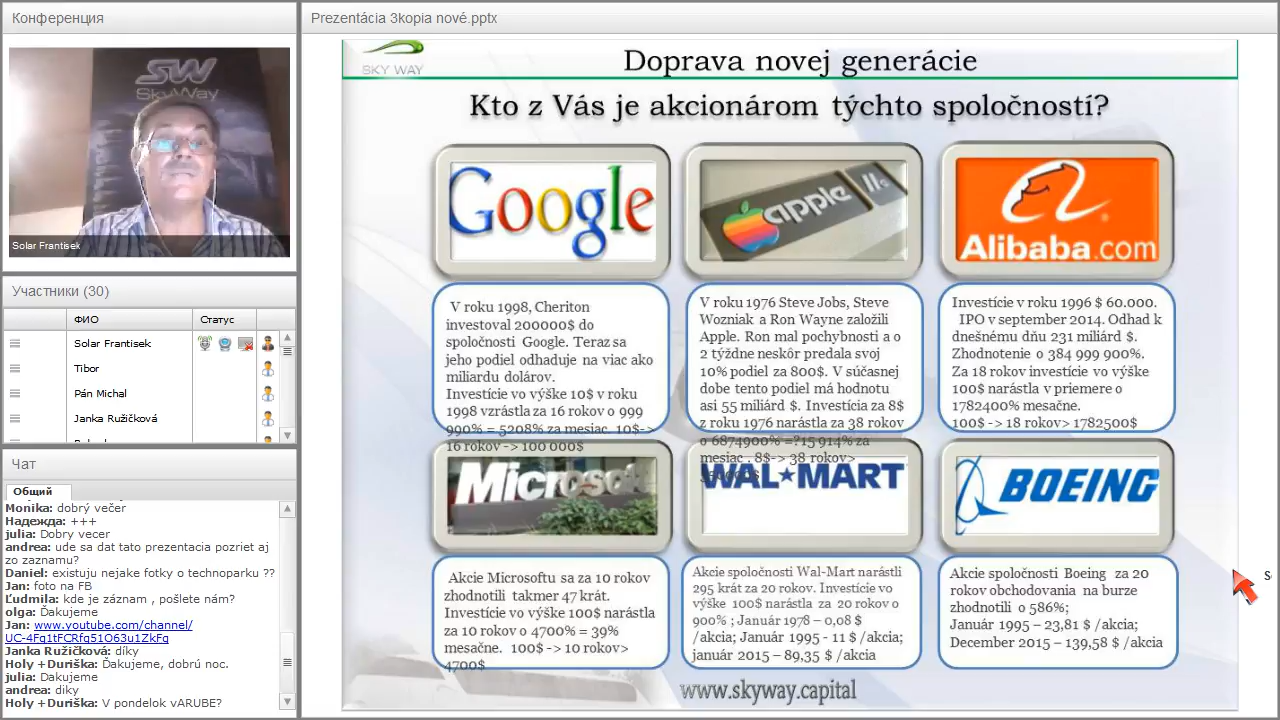 Конференция
SW
SkyWay
Solar Frantisek
Участники (30)
ФИО
Статус
Solar Frantisek
Tibor
Pán Michal
Janka Ružičková
Чат
Общий
Monika: dobrý večer
Надежда: +++
julia: Dobry vecer
andrea: ude sa dat tato prezentacia pozriet aj
zo zaznamu?
Daniel: existuju nejake fotky o technoparku ??
Jan: foto na FB
Ľudmila: kde je zázam , pošlete nám?
olga: Ďakujeme
Jan: www.youtube.com/channel/
UC-4Fq1tFCRfg51O63u1ZkFg
Janka Ružičková: díky
Holy +Duriška: Ďakujeme, dobrú noc.
julia: Dakujeme
andrea: diky
Holy +Duriška: V pondelok vARUBE?
Prezentácia 3kopia nové.pptx
SKY WAY
Doprava novej generácie
Kto z Vás je akcionárom týchto spoločností?
Google
apple
Alibaba.com
V roku 1998, Cheriton
investoval 200000$ do
spoločnosti Google. Teraz sa
jeho podiel odhaduje na viac ako
miliardu dolárov.
Investície vo výške 10$ v roku
1998 vzrástla za 16 rokov o 999
990% = 5208% za mesiac. 10$->
16 rokov -> 100 000$
V roku 1976 Steve Jobs, Steve
Wozniak a Ron Wayne založili
Apple. Ron mal pochybnosti a o
2 týždne neskôr predala svoj
10% podiel za 800$. V súčasnej
dobe tento podiel má hodnotu
asi 55 miliárd $. Investícia za 8$
z roku 1976 narástla za 38 rokov
o 6874900% =?15 914% za
mesiac . 8$-> 38 rokov>
Investície v roku 1996 $ 60.000.
IPO v september 2014. Odhad k
dnešnému dňu 231 miliárd $.
Zhodnotenie o 384 999 900%.
Za 18 rokov investície vo výške
100$ narástla v priemere o
1782400% mesačne.
100$ -> 18 rokov> 1782500$
Microsoft
WAL★MART
BOEING
Akcie Microsoftu sa za 10 rokov
zhodnotili takmer 47 krát.
Investície vo výške 100$ narástla
za 10 rokov o 4700% = 39%
mesačne. 100$ -> 10 rokov>
4700$
Akcie spoločnosti Wal-Mart narástli
295 krát za 20 rokov. Investície vo
výške 100$ narástla za 20 rokov o
900% ; Január 1978 – 0,08 $
/akcia; Január 1995 - 11 $ /akcia;
január 2015 – 89,35 $ /akcia
Akcie spoločnosti Boeing za 20
rokov obchodovania na burze
zhodnotili o 586%;
Január 1995 – 23,81 $ /akcia;
December 2015 – 139,58 $ /akcia
www.skyway.capital